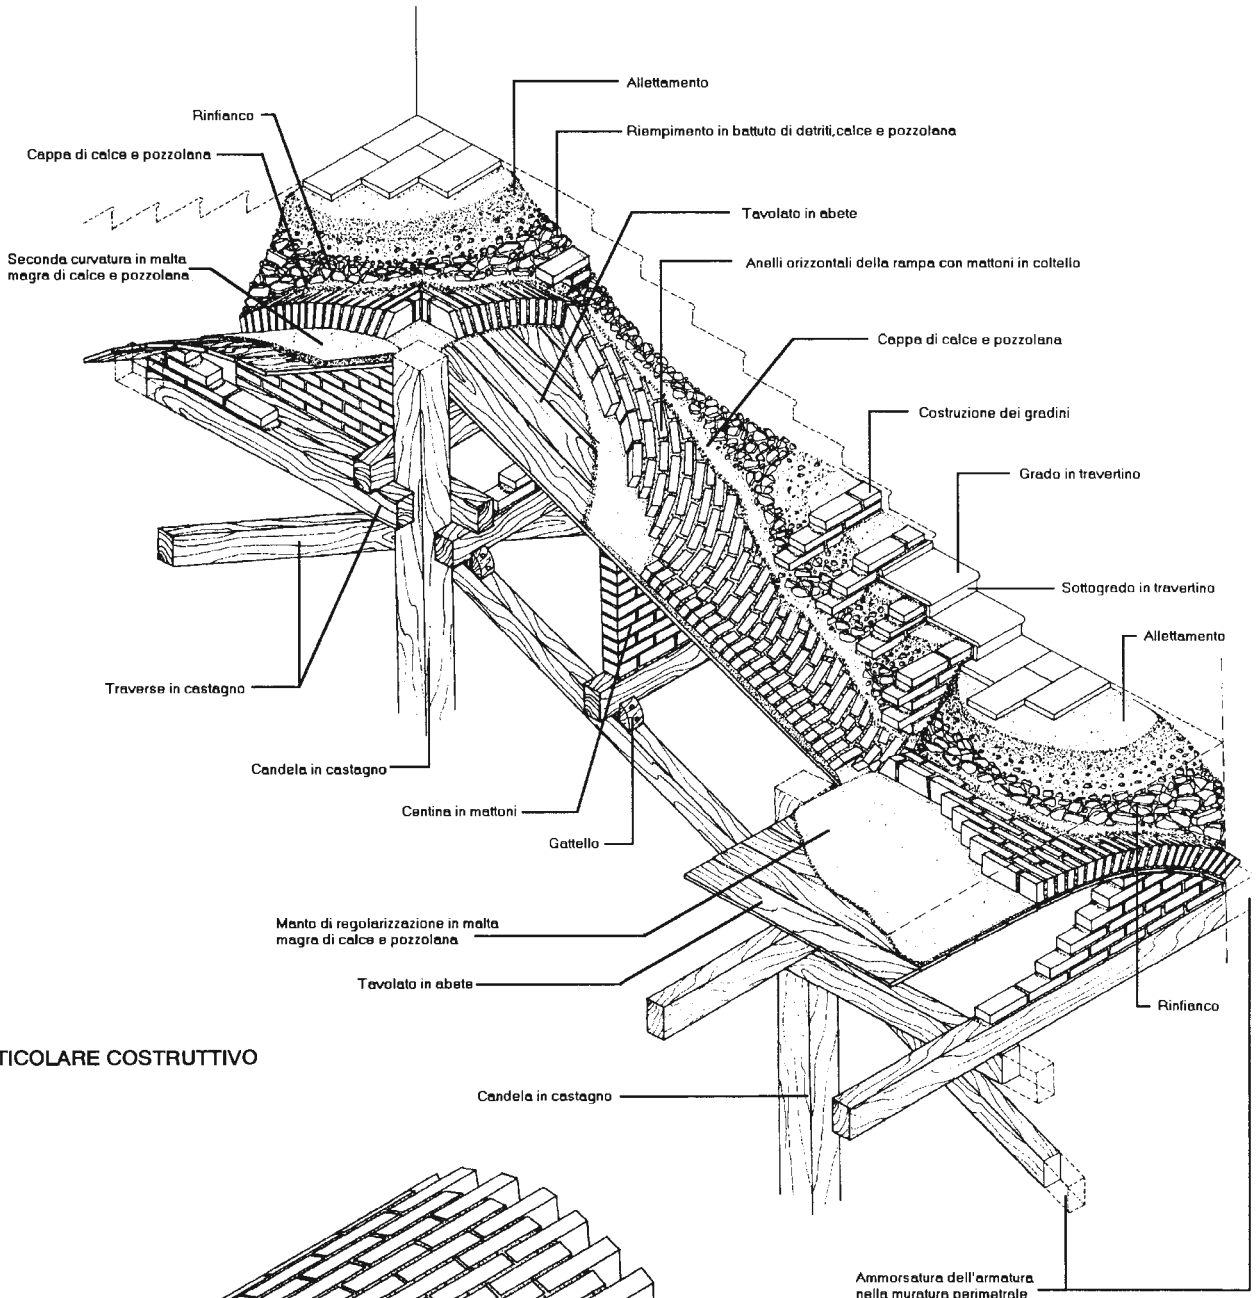 Allettamento
Rinfianco
Riempimento in battuto di detriti,calce e pozzolana
Cappa di calce e pozzolana
Tavolato in abete
Seconda curvatura in malta
magra di calce e pozzolana
Anelli orizzontali della rampa con mattoni in coltello
Cappa di calce e pozzolana
Costruzione dei gradini
Grado in travertino
Sottogrado in travertino
Allettamento
Traverse in castagno
Candela in castagno
Centina in mattoni
Gattello
Manto di regolarizzazione in malta
magra di calce e pozzolana
Tavolato in abete
Rinfianco
TICOLARE COSTRUTTIVO
Candela in castagno
Ammorsatura dell'armatura
nella muratura perimetrale